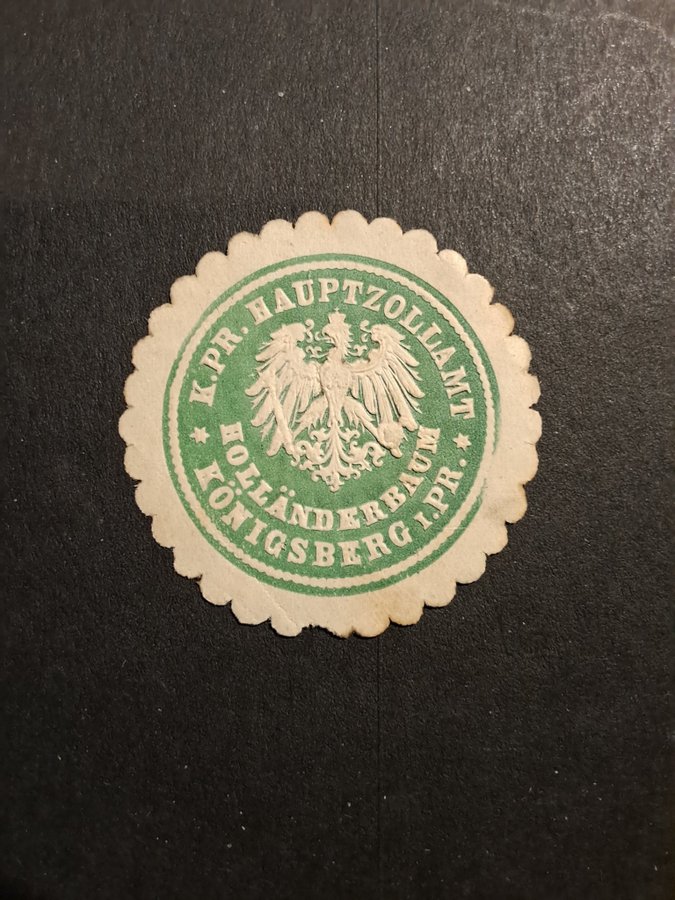 K. PR. HAUPTZOLLAMT
HOLLÄNDERBAUM
KÖNIGSBERG I. PR.